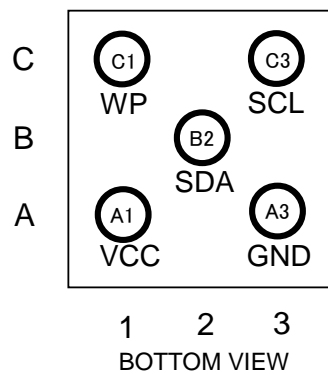 C C1 C3
WP SCL
B B2
SDA
A A1 A3
VCC GND
1 2 3
BOTTOM VIEW